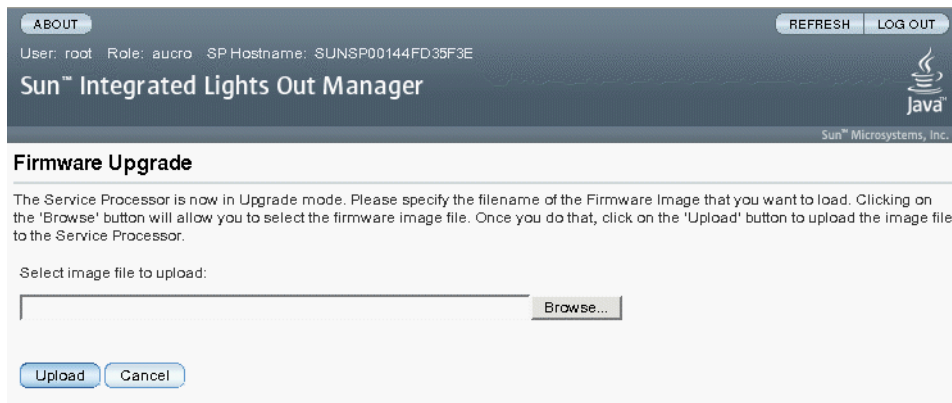 ABOUT
REFRESH LOG OUT
User: root Role: aucro SP Hostname: SUNSP00144FD35F3E
Sun™ Integrated Lights Out Manager
Java™
Sun™ Microsystems, Inc.
Firmware Upgrade
The Service Processor is now in Upgrade mode. Please specify the filename of the Firmware Image that you want to load. Clicking on
the 'Browse' button will allow you to select the firmware image file. Once you do that, click on the 'Upload' button to upload the image file
to the Service Processor.
Select image file to upload:
Browse...
Upload Cancel